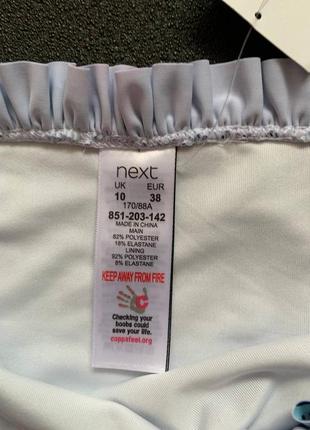 next
UK EUR
10 38
170/88A
851-203-142
MADE IN CHINA
MAIN
82% POLYESTER
18% ELASTANE
LINING
92% POLYESTER
8% ELASTANE
KEEP AWAY FROM FIRE
Checking your
boobs could
save your life.
coppafeel.org